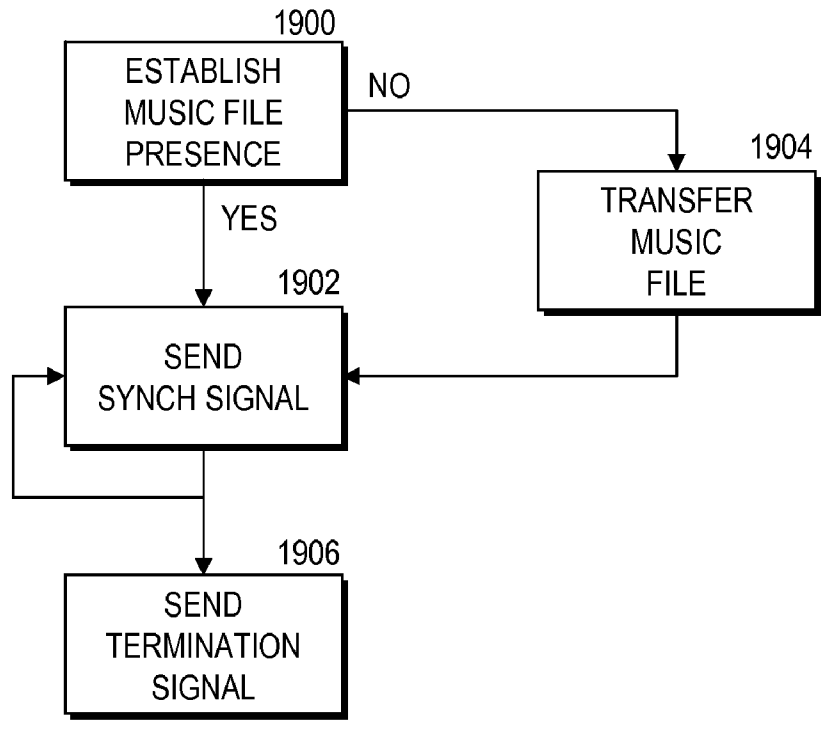 1900
ESTABLISH
MUSIC FILE
PRESENCE
NO
1904
TRANSFER
MUSIC
FILE
YES
1902
SEND
SYNCH SIGNAL
1906
SEND
TERMINATION
SIGNAL